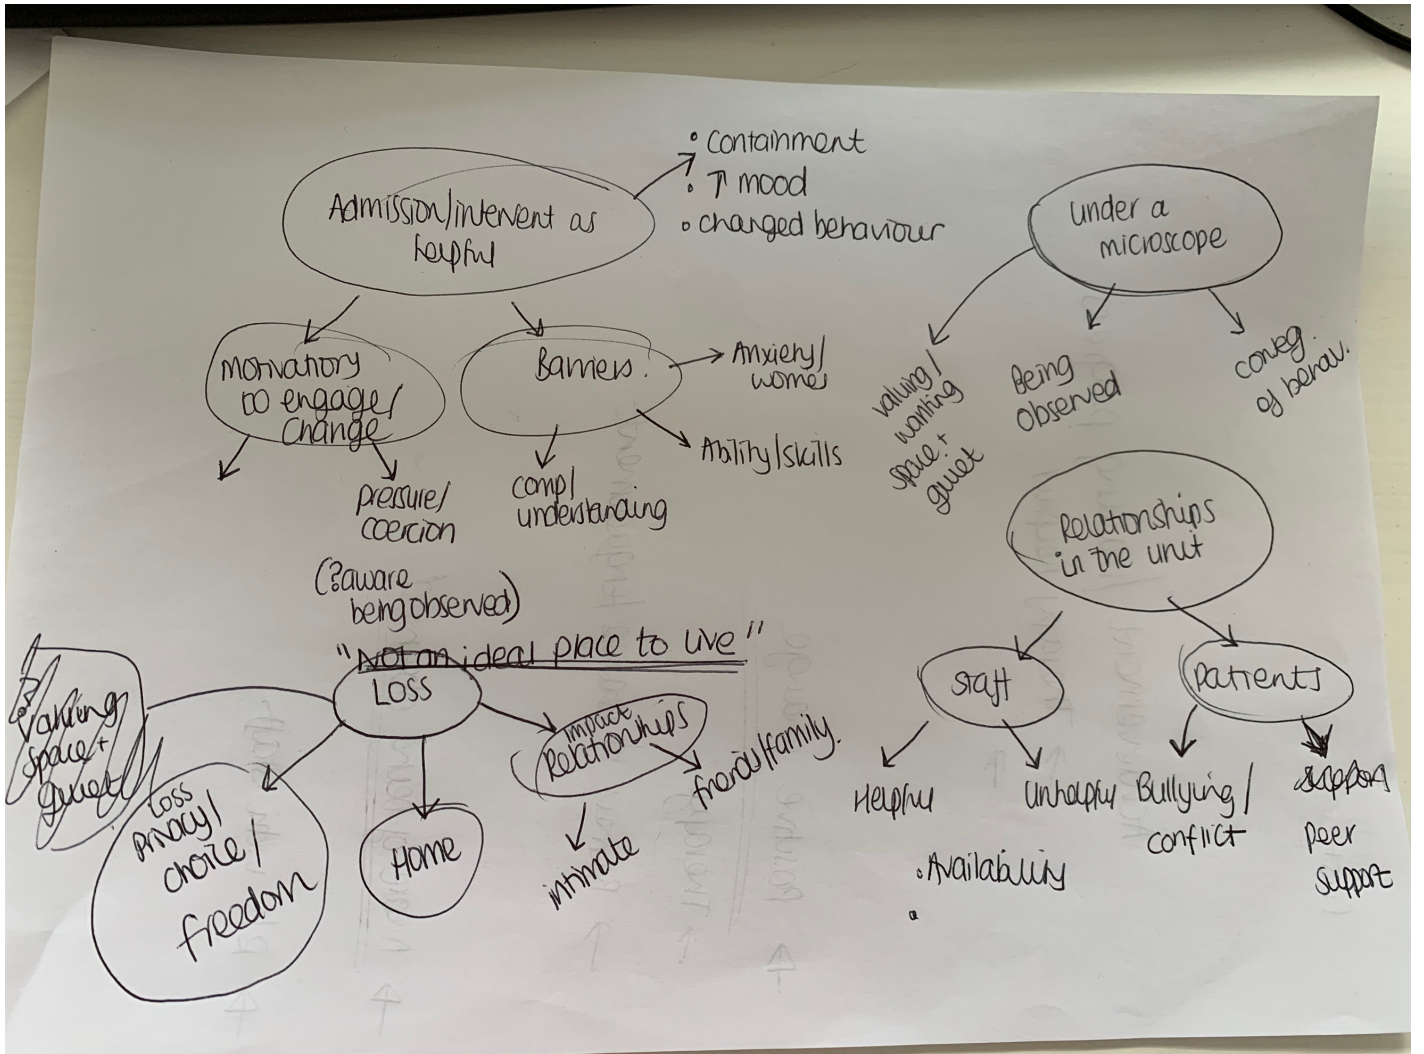 Admission/intervent as
helpful
• containment
• ↑ mood
• changed behaviour
Motivation
to engage/
change
pressure/
coercion
(?aware
being observed)
Barriers.
Anxiety/
worries
Ability/skills
comp/
understanding
under a
microscope
valuing/
wanting
space +
quiet
Being
observed
conseq.
of behav.
Relationships
in the unit
Staff
Helpful
Unhelpful
• Availability
•
Patients
Bullying/
conflict
support
peer
support
"Not an ideal place to live"
LOSS
space +
quiet
Loss
privacy/
choice/
freedom
Home
impact
Relationships
friends/family.
intimate